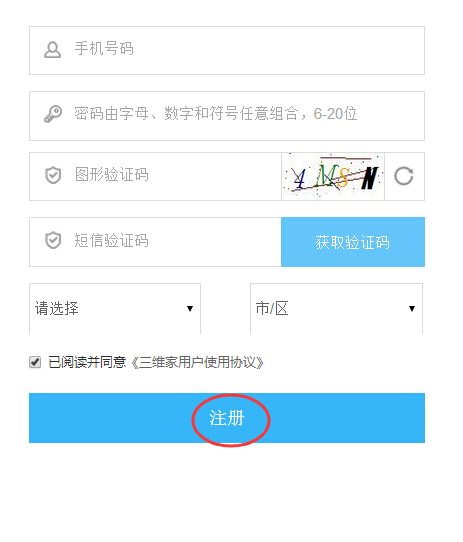 手机号码
密码由字母、数字和符号任意组合，6-20位
图形验证码 4MSN
短信验证码 获取验证码
请选择 市/区
已阅读并同意《三维家用户使用协议》
注册